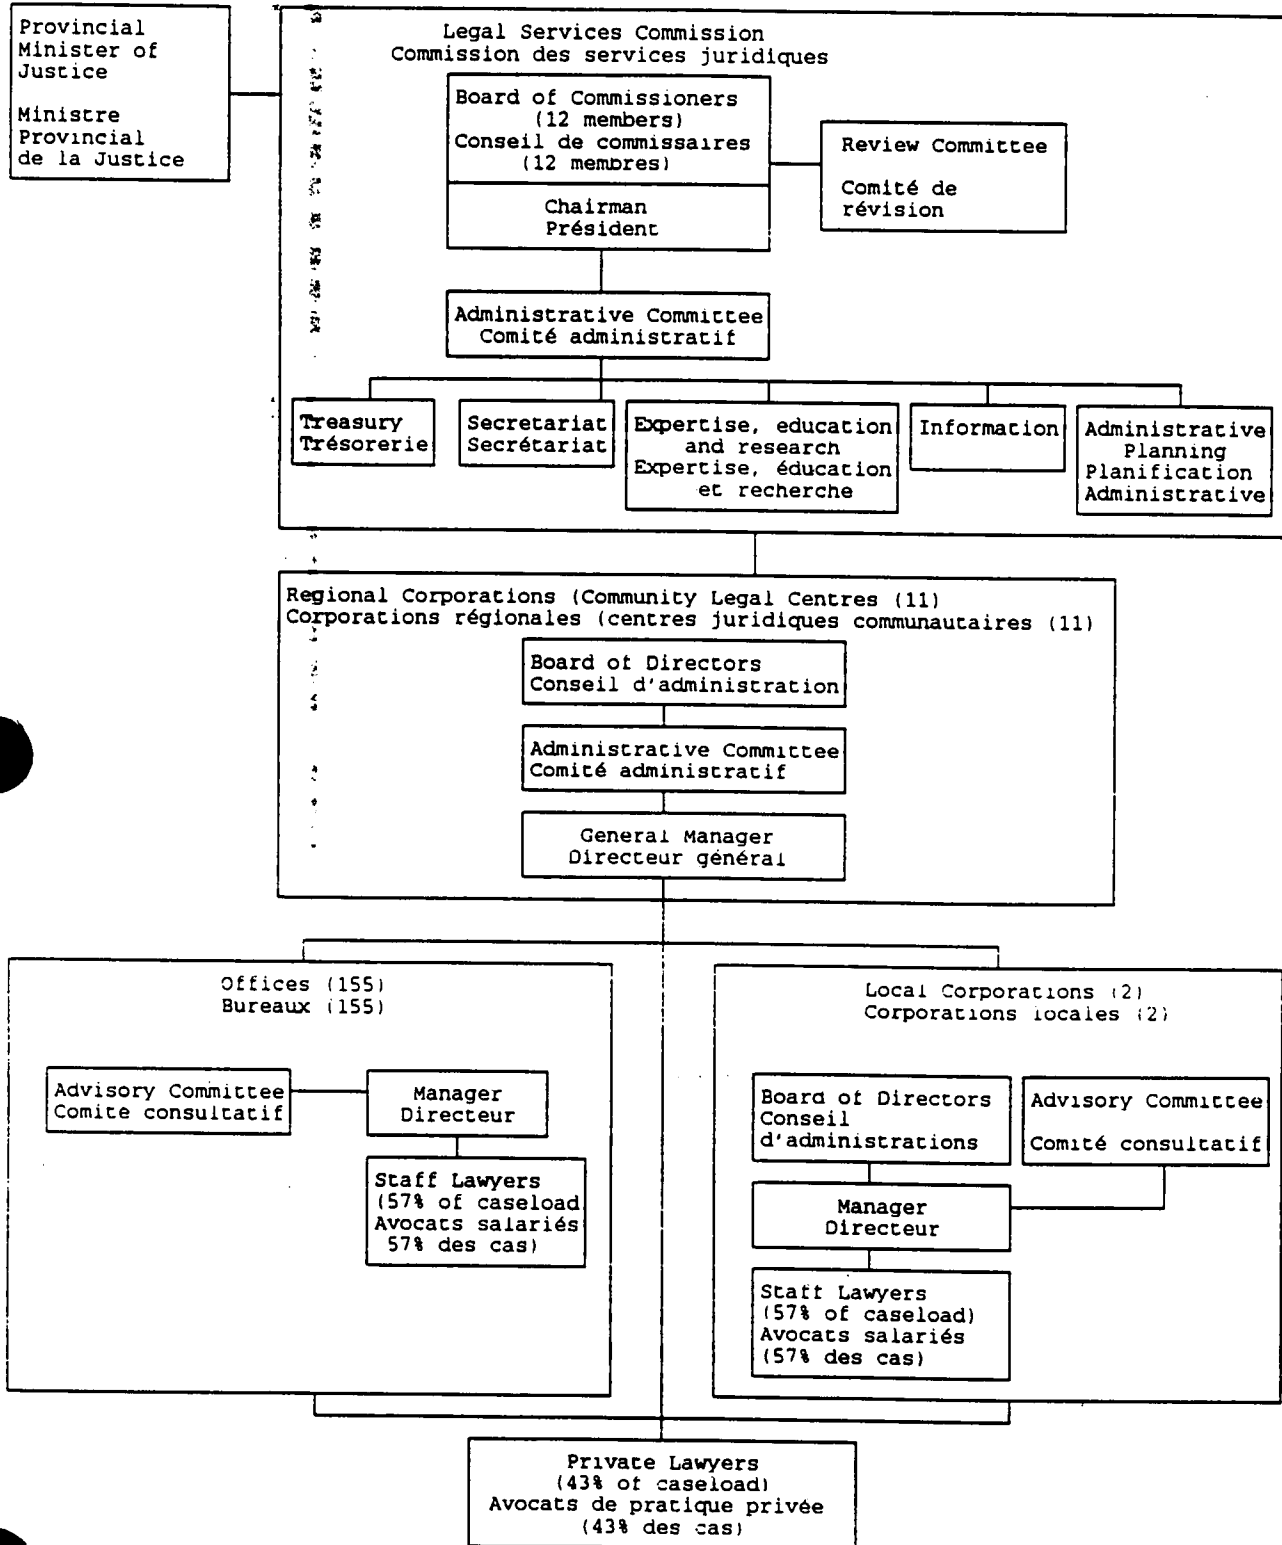 Provincial
Minister of
Justice
Ministre
Provincial
de la Justice
Legal Services Commission
Commission des services juridiques
Board of Commissioners
(12 members)
Conseil de commissaires
(12 membres)
Chairman
Président
Review Committee
Comité de
révision
Administrative Committee
Comité administratif
Treasury
Trésorerie
Secretariat
Secrétariat
Expertise, education
and research
Expertise, éducation
et recherche
Information
Administrative
Planning
Planification
Administrative
Regional Corporations (Community Legal Centres (11)
Corporations régionales (centres juridiques communautaires (11)
Board of Directors
Conseil d'administration
Administrative Committee
Comité administratif
General Manager
Directeur général
Offices (155)
Bureaux (155)
Advisory Committee
Comite consultatif
Manager
Directeur
Staff Lawyers
(57% of caseload
Avocats salariés
57% des cas)
Local Corporations (2)
Corporations locales (2)
Board of Directors
Conseil
d'administrations
Advisory Committee
Comité consultatif
Manager
Directeur
Staff Lawyers
(57% of caseload)
Avocats salariés
(57% des cas)
Private Lawyers
(43% of caseload)
Avocats de pratique privée
(43% des cas)